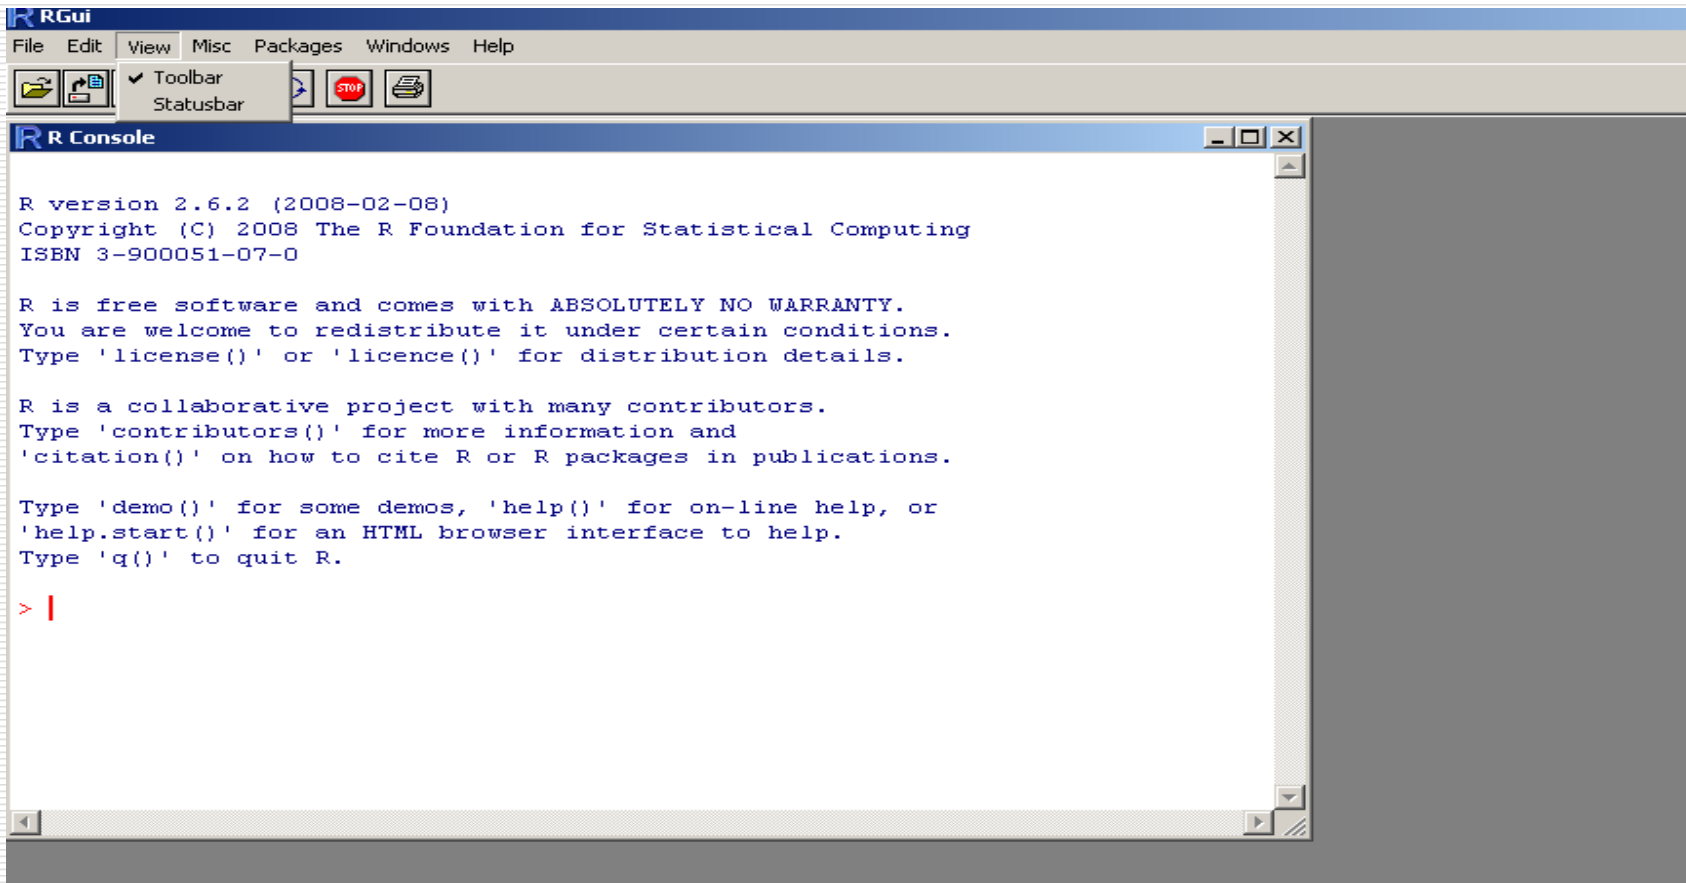 RGui
File Edit View Misc Packages Windows Help
Toolbar
STOP
Statusbar
R Console
R version 2.6.2 (2008-02-08)
Copyright (C) 2008 The R Foundation for Statistical Computing
ISBN 3-900051-07-0
R is free software and comes with ABSOLUTELY NO WARRANTY.
You are welcome to redistribute it under certain conditions.
Type 'license()' or 'licence()' for distribution details.
R is a collaborative project with many contributors.
Type 'contributors()' for more information and
'citation()' on how to cite R or R packages in publications.
Type 'demo()' for some demos, 'help()' for on-line help, or
'help.start()' for an HTML browser interface to help.
Type 'q()' to quit R.
>